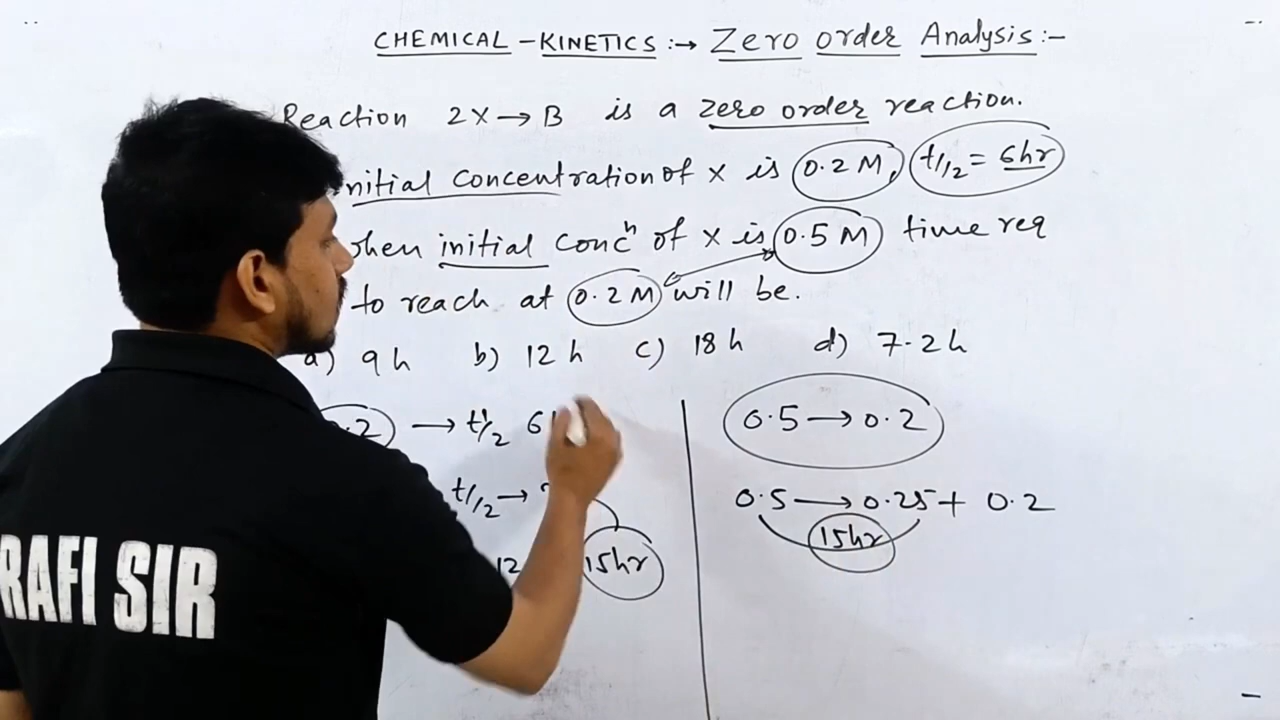 CHEMICAL-KINETICS:→ Zero order Analysis:-
Reaction 2X→B is a zero order reaction.
nitial concentration of X is 0.2 M, t1/2 = 6hr
hen initial concn of X is 0.5 M time req
to reach at 0.2M will be.
a) 9 h b) 12 h c) 18 h d) 7.2 h
.2 → t1/2 6
t1/2 →
12 15hr
0.5 → 0.2
0.5 → 0.25 + 0.2
15hr
RAFI SIR